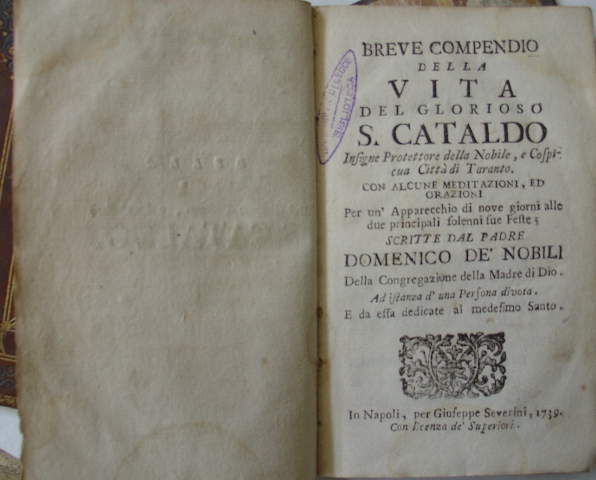 BREVE COMPENDIO
DELLA
VITA
DEL GLORIOSO
S. CATALDO
Insigne Protettore della Nobile, e Cospi-
cua Città di Taranto.
CON ALCUNE MEDITAZIONI, ED
ORAZIONI
Per un' Apparecchio di nove giorni alle
due principali solenni sue Feste;
SCRITTE DAL PADRE
DOMENICO DE' NOBILI
Della Congregazione della Madre di Dio.
Ad istanza d' una Persona divota.
E da essa dedicate al medesimo Santo.
In Napoli, per Giuseppe Severini, 1739.
Con licenza de' Superiori.
BIBLIOTECA